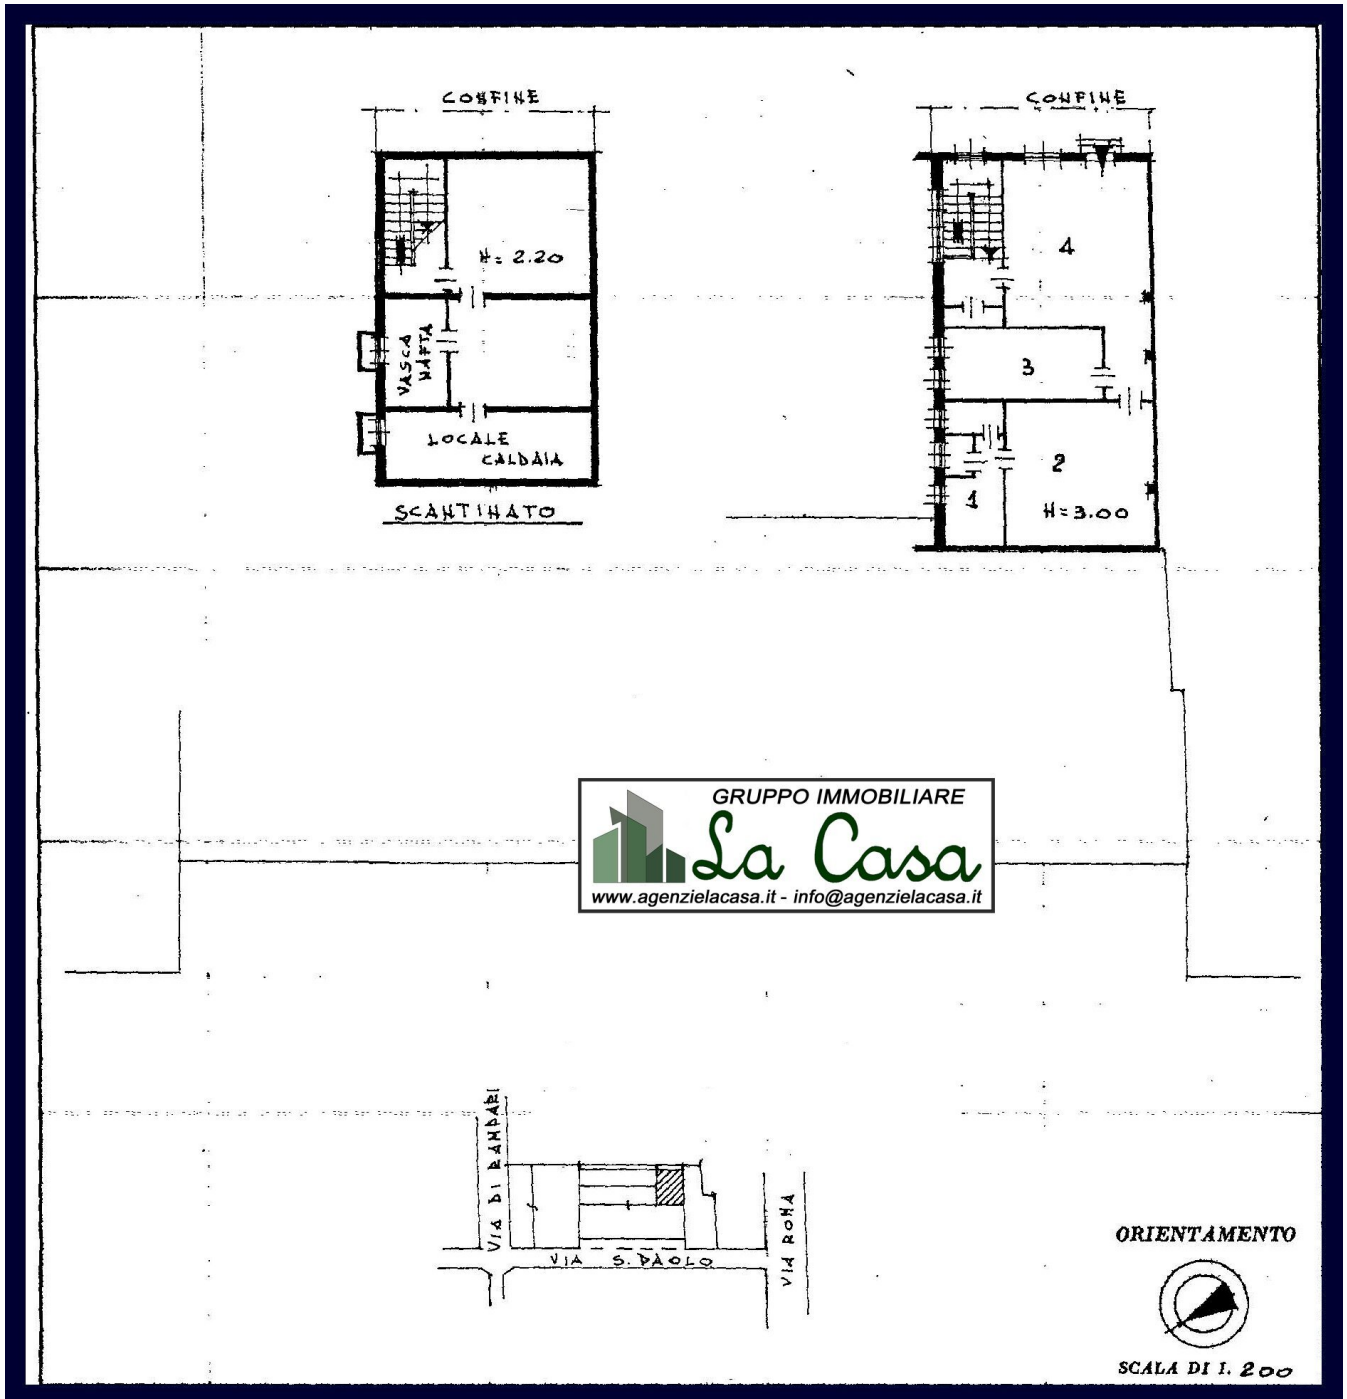 CONFINE
CONFINE
H= 2.20
VASCA
NAFTA
LOCALE
CALDAIA
SCANTINATO
4
3
2
1
H=3.00
GRUPPO IMMOBILIARE
La Casa
www.agenzielacasa.it - info@agenzielacasa.it
VIA DI RAMPARI
VIA S. PAOLO
VIA ROMA
ORIENTAMENTO
SCALA DI 1. 200